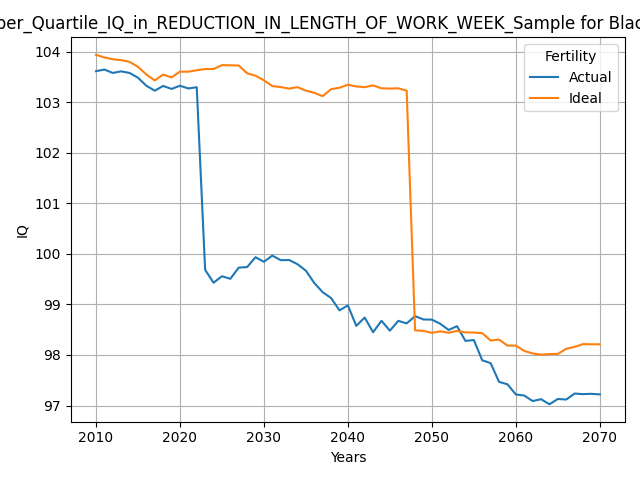 per_Quartile_IQ_in_REDUCTION_IN_LENGTH_OF_WORK_WEEK_Sample for Blac
104
103
102
101
100
99
98
97
IQ
Fertility
Actual
Ideal
2010 2020 2030 2040 2050 2060 2070
Years